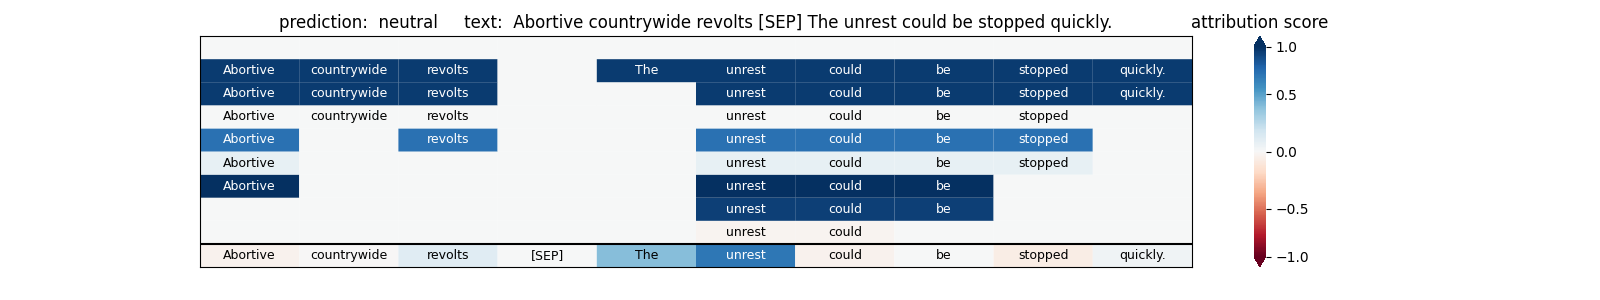 prediction:  neutral     text:  Abortive countrywide revolts [SEP] The unrest could be stopped quickly.
attribution score
Abortive countrywide revolts The unrest could be stopped quickly.
Abortive countrywide revolts unrest could be stopped quickly.
Abortive countrywide revolts unrest could be stopped
Abortive revolts unrest could be stopped
Abortive unrest could be stopped
Abortive unrest could be
unrest could be
unrest could
Abortive countrywide revolts [SEP] The unrest could be stopped quickly.
1.0
0.5
0.0
−0.5
−1.0